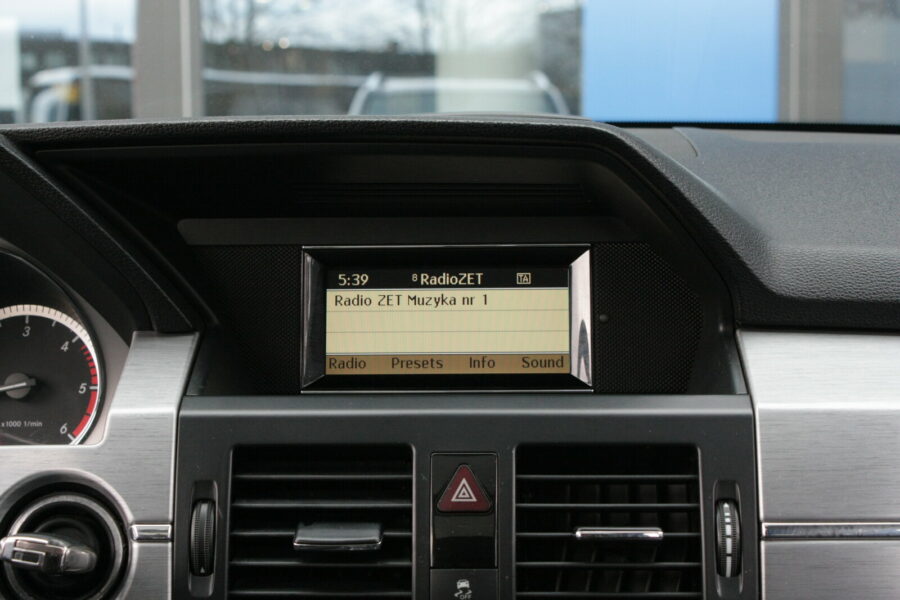 5:39 8 RadioZET TA
Radio ZET Muzyka nr 1
Radio Presets Info Sound
3
4
5
6
x1000 1/min
OFF